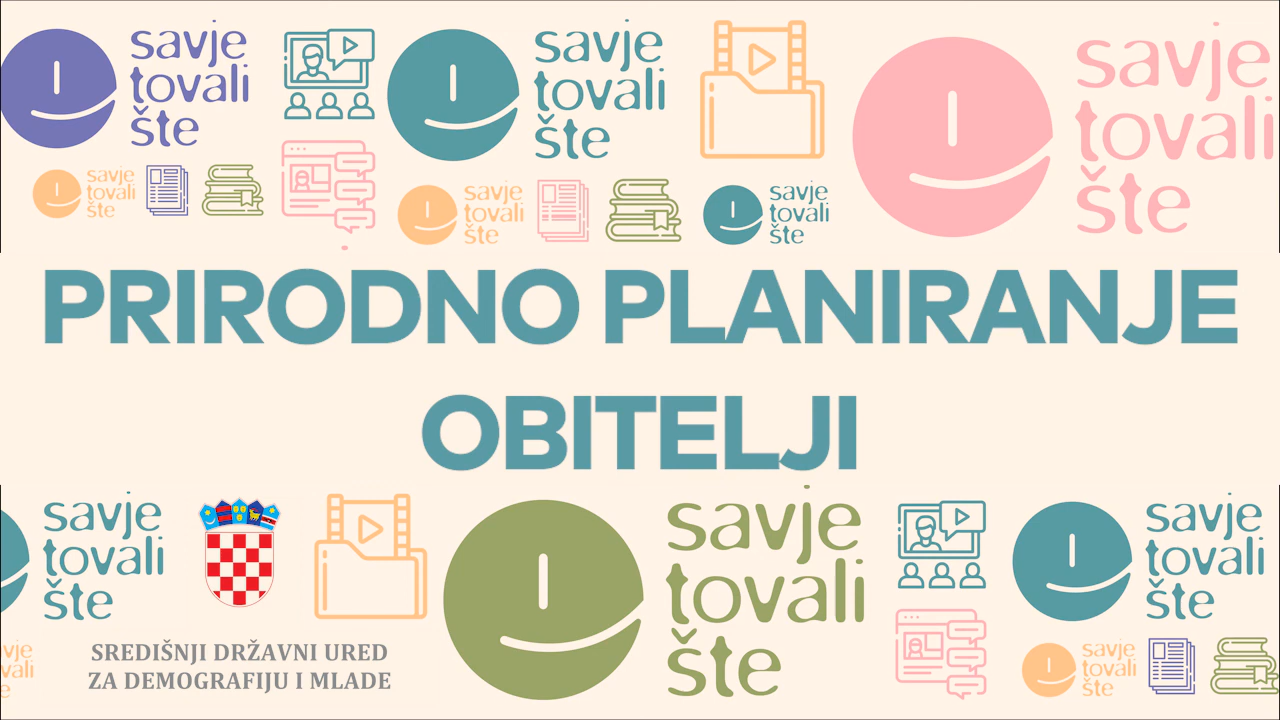 savje
tovali
šte
savje
tovali
šte
savje
tovali
šte
savje
tovali
šte
savje
tovali
šte
savje
tovali
šte
PRIRODNO PLANIRANJE
OBITELJI
savje
tovali
šte
savje
tovali
šte
savje
tovali
šte
SREDIŠNJI DRŽAVNI URED
ZA DEMOGRAFIJU I MLADE
savje
tovali
šte